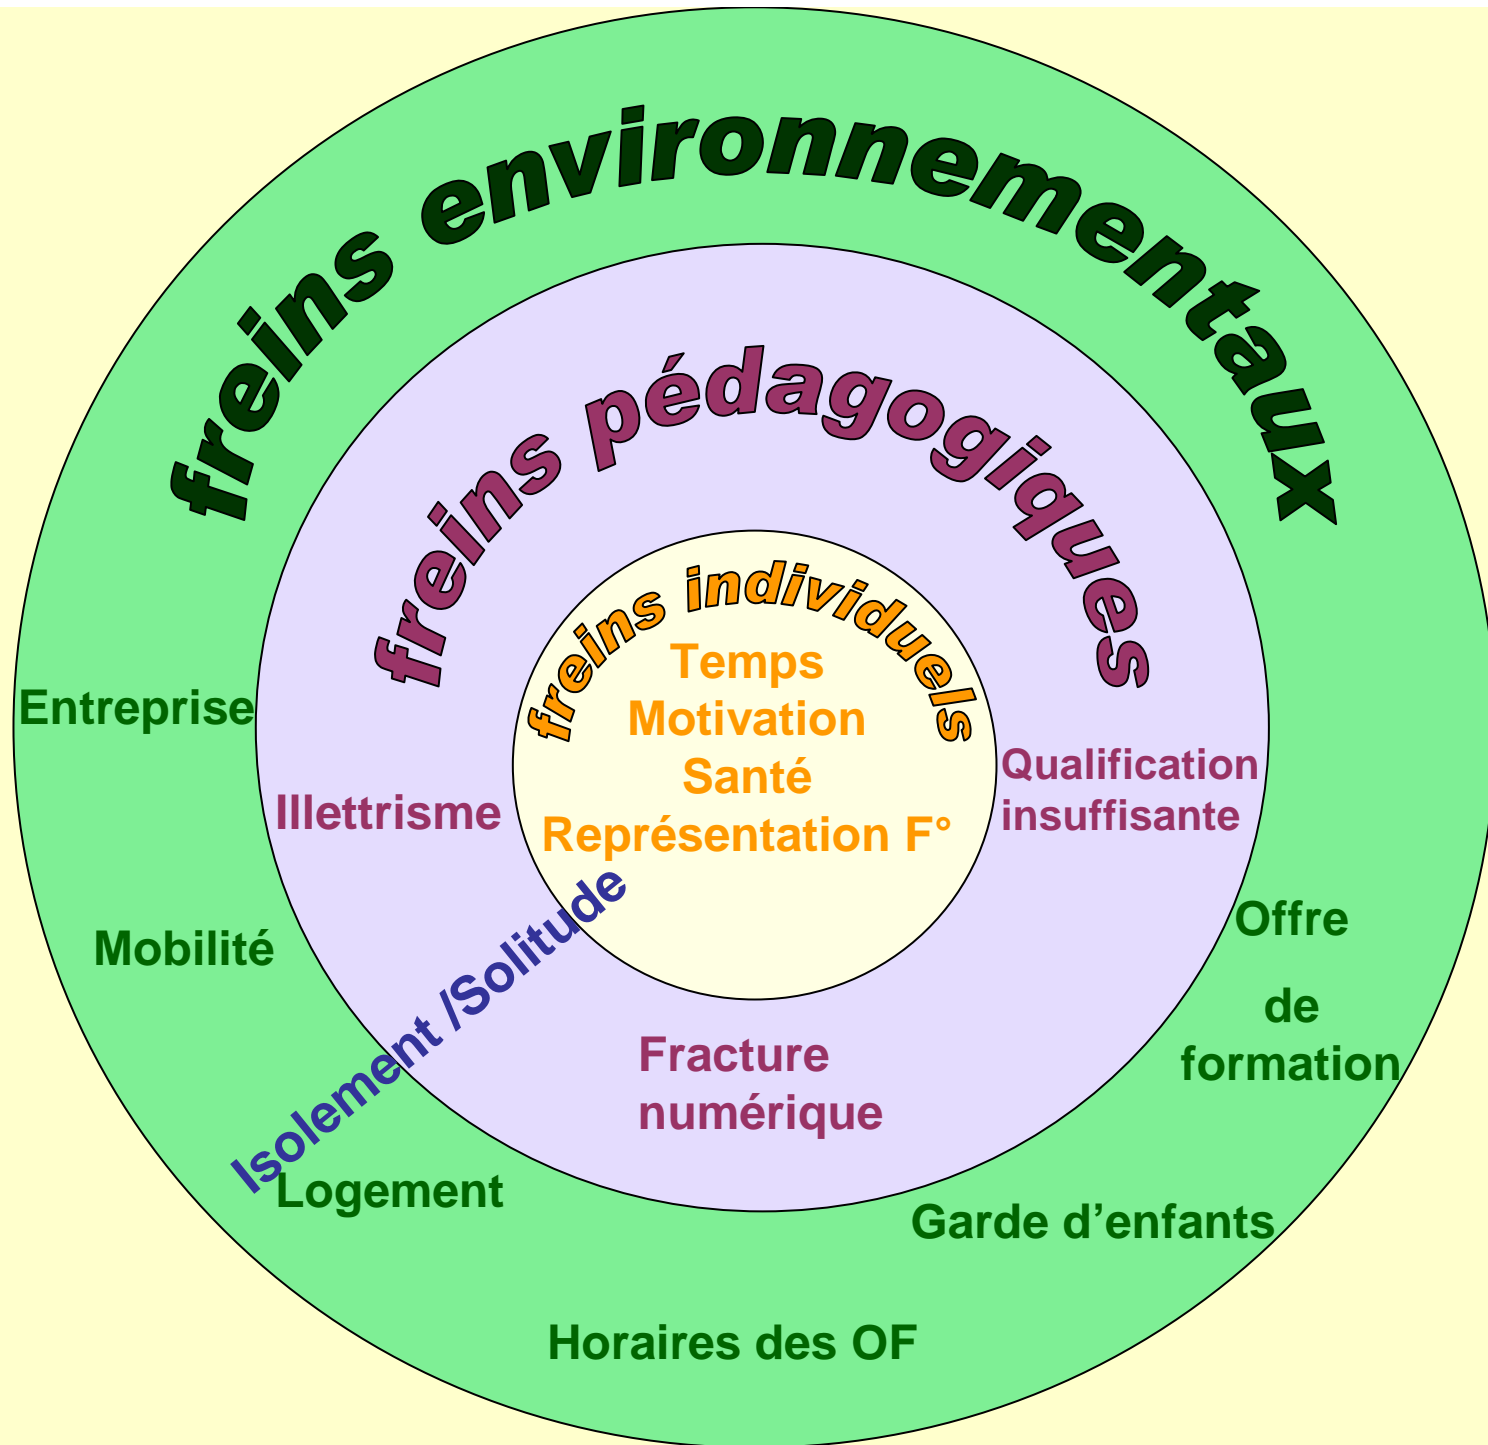 freins environnementaux
freins pédagogiques
freins individuels
Temps
Motivation
Santé
Représentation F°
Entreprise
Illettrisme
Qualification
insuffisante
Mobilité
Isolement /Solitude
Offre
de
formation
Fracture
numérique
Logement
Garde d’enfants
Horaires des OF